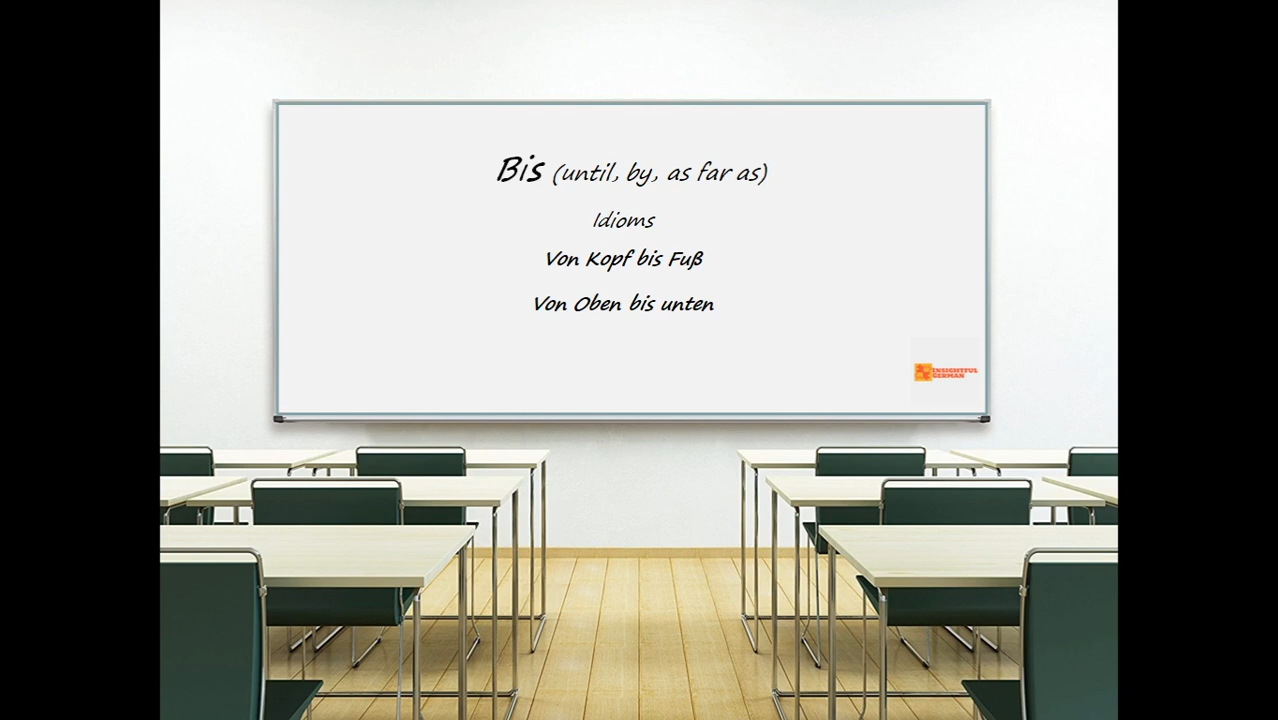 Bis (until, by, as far as)
Idioms
Von Kopf bis Fuß
Von Oben bis unten
INSIGHTFUL
GERMAN